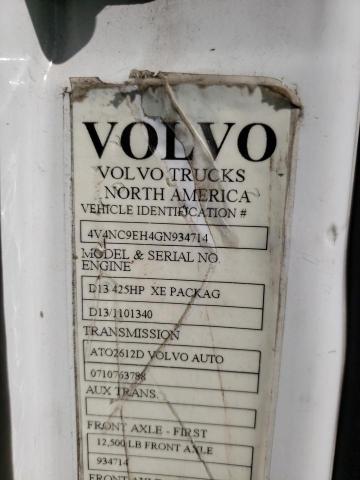 VOLVO
VOLVO TRUCKS
NORTH AMERICA
VEHICLE IDENTIFICATION #
4V4NC9EH4GN934714
MODEL & SERIAL NO.
ENGINE
D13 425HP XE PACKAG
D13/1101340
TRANSMISSION
ATO2612D VOLVO AUTO
0710763788
AUX TRANS.
FRONT AXLE - FIRST
12,500 LB FRONT AXLE
934714